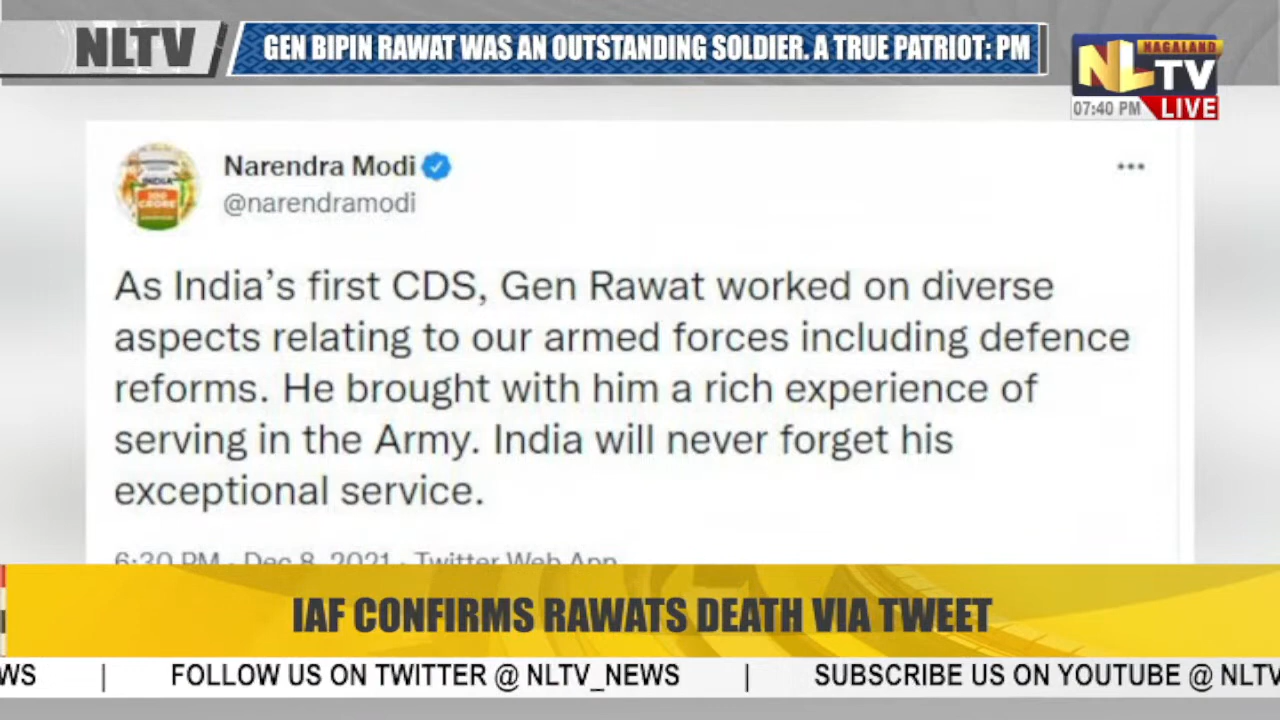 NLTV
GEN BIPIN RAWAT WAS AN OUTSTANDING SOLDIER. A TRUE PATRIOT: PM
NAGALAND
NLTV
07:40 PM LIVE
Narendra Modi
@narendramodi
INDIA
CRORE
As India's first CDS, Gen Rawat worked on diverse
aspects relating to our armed forces including defence
reforms. He brought with him a rich experience of
serving in the Army. India will never forget his
exceptional service.
6:30 PM · Dec 8, 2021 · Twitter Web App
IAF CONFIRMS RAWATS DEATH VIA TWEET
WS | FOLLOW US ON TWITTER @ NLTV_NEWS | SUBSCRIBE US ON YOUTUBE @ NLTV